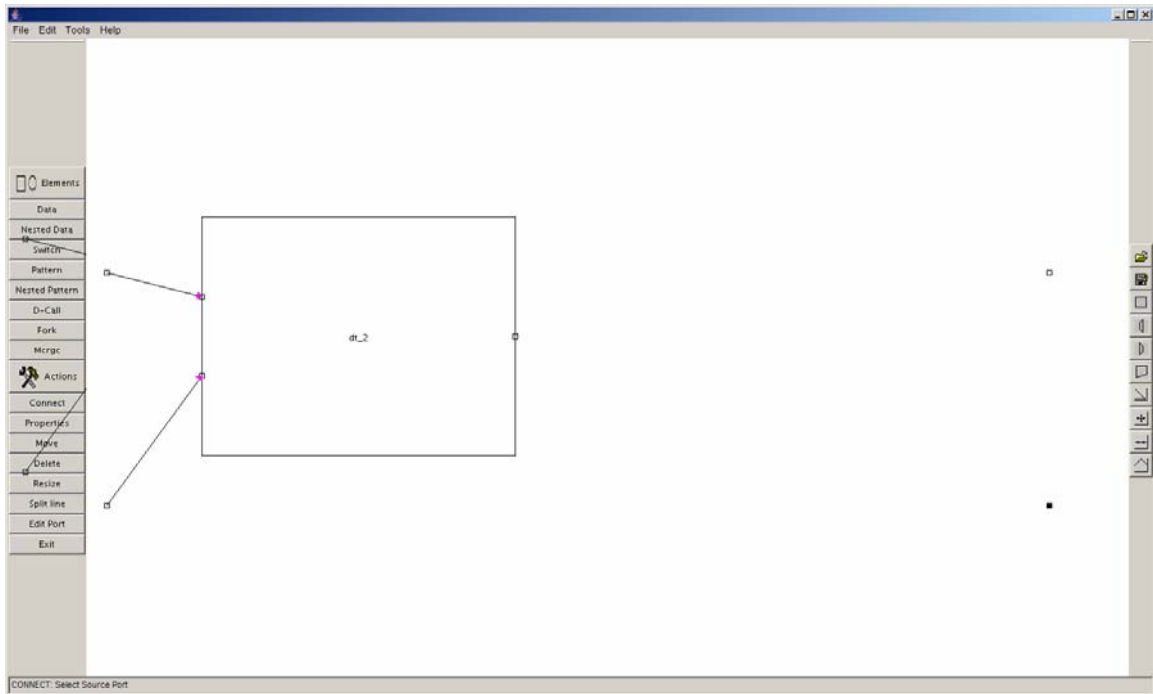 File Edit Tools Help
Elements
Data
Nested Data
Switch
Pattern
Nested Pattern
D-Call
Fork
Merge
Actions
Connect
Properties
Move
Delete
Resize
Split line
Edit Port
Exit
dt_2
CONNECT: Select Source Port